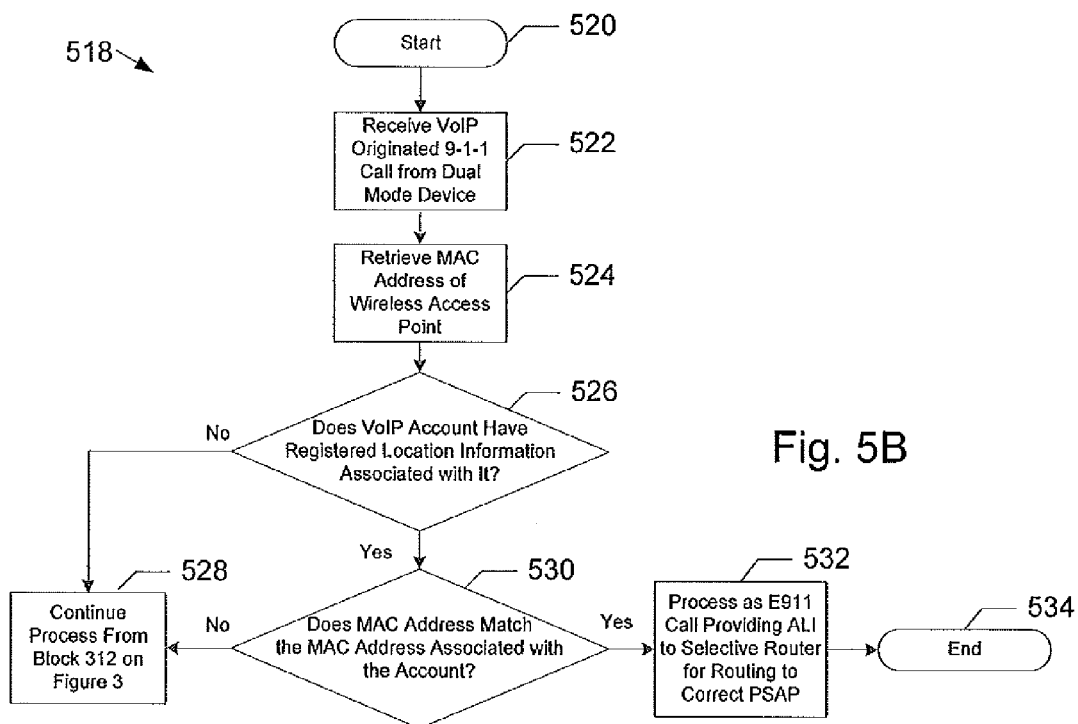 518
Start
520
Receive VoIP
Originated 9-1-1
Call from Dual
Mode Device
522
Retrieve MAC
Address of
Wireless Access
Point
524
526
Does VoIP Account Have
Registered Location Information
Associated with It?
No
Yes
Fig. 5B
528
Continue
Process From
Block 312 on
Figure 3
No
530
Does MAC Address Match
the MAC Address Associated with
the Account?
Yes
532
Process as E911
Call Providing ALI
to Selective Router
for Routing to
Correct PSAP
534
End